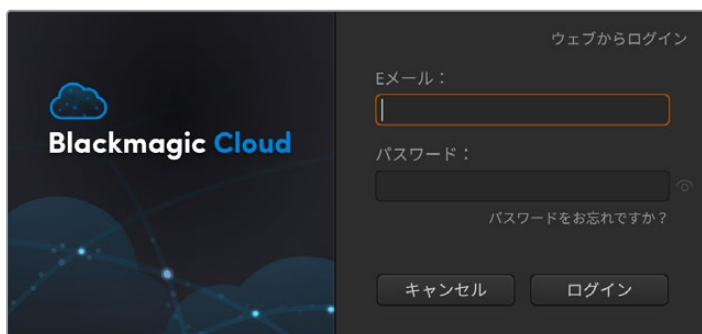 Blackmagic Cloud
ウェブからログイン
Eメール：
パスワード：
パスワードをお忘れですか？
キャンセル
ログイン